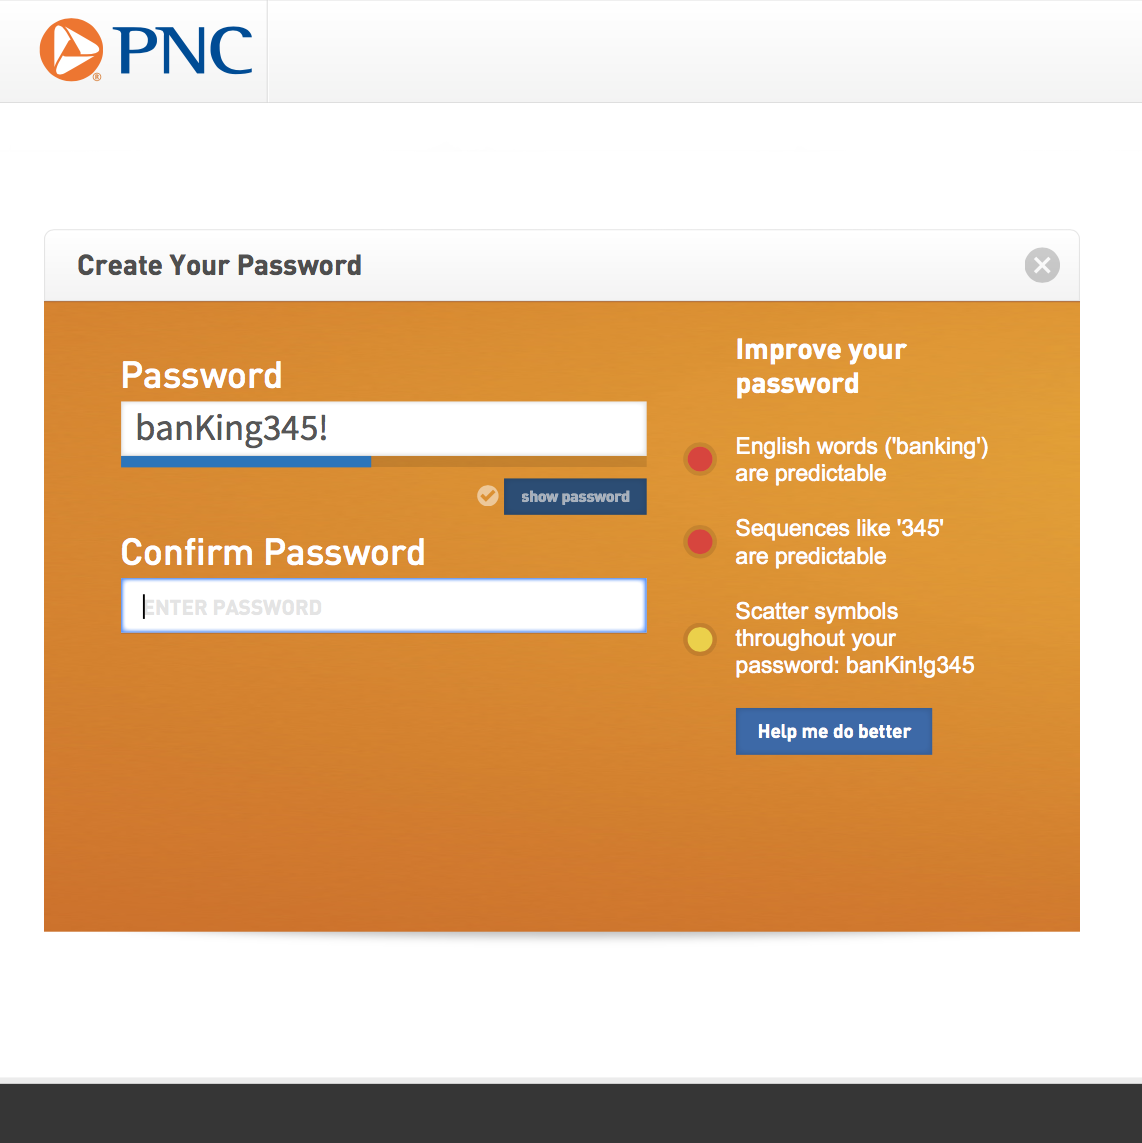 PNC
Create Your Password
Password
banKing345!
show password
Confirm Password
ENTER PASSWORD
Improve your
password
English words ('banking')
are predictable
Sequences like '345'
are predictable
Scatter symbols
throughout your
password: banKin!g345
Help me do better